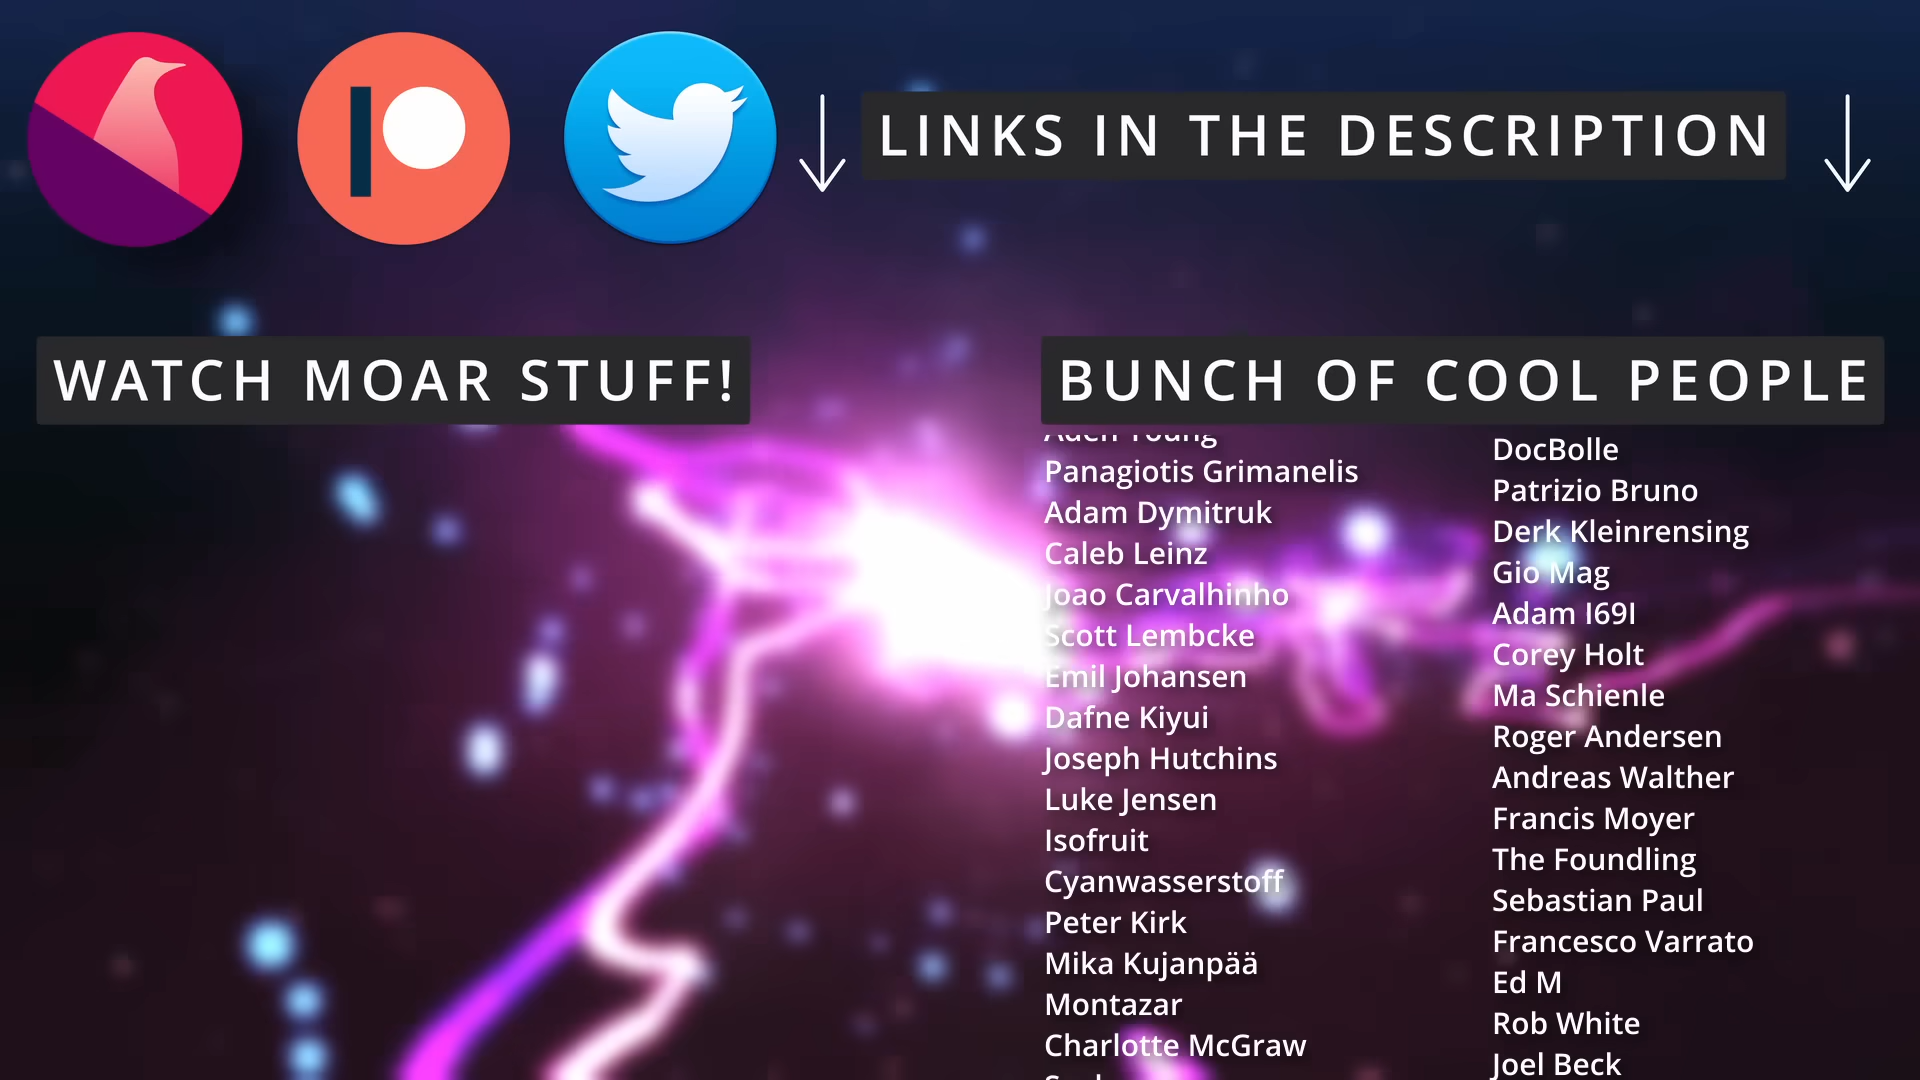 LINKS IN THE DESCRIPTION
WATCH MOAR STUFF!
BUNCH OF COOL PEOPLE
Aden Young
Panagiotis Grimanelis
Adam Dymitruk
Caleb Leinz
Joao Carvalhinho
Scott Lembcke
Emil Johansen
Dafne Kiyui
Joseph Hutchins
Luke Jensen
Isofruit
Cyanwasserstoff
Peter Kirk
Mika Kujanpää
Montazar
Charlotte McGraw
DocBolle
Patrizio Bruno
Derk Kleinrensing
Gio Mag
Adam I69I
Corey Holt
Ma Schienle
Roger Andersen
Andreas Walther
Francis Moyer
The Foundling
Sebastian Paul
Francesco Varrato
Ed M
Rob White
Joel Beck